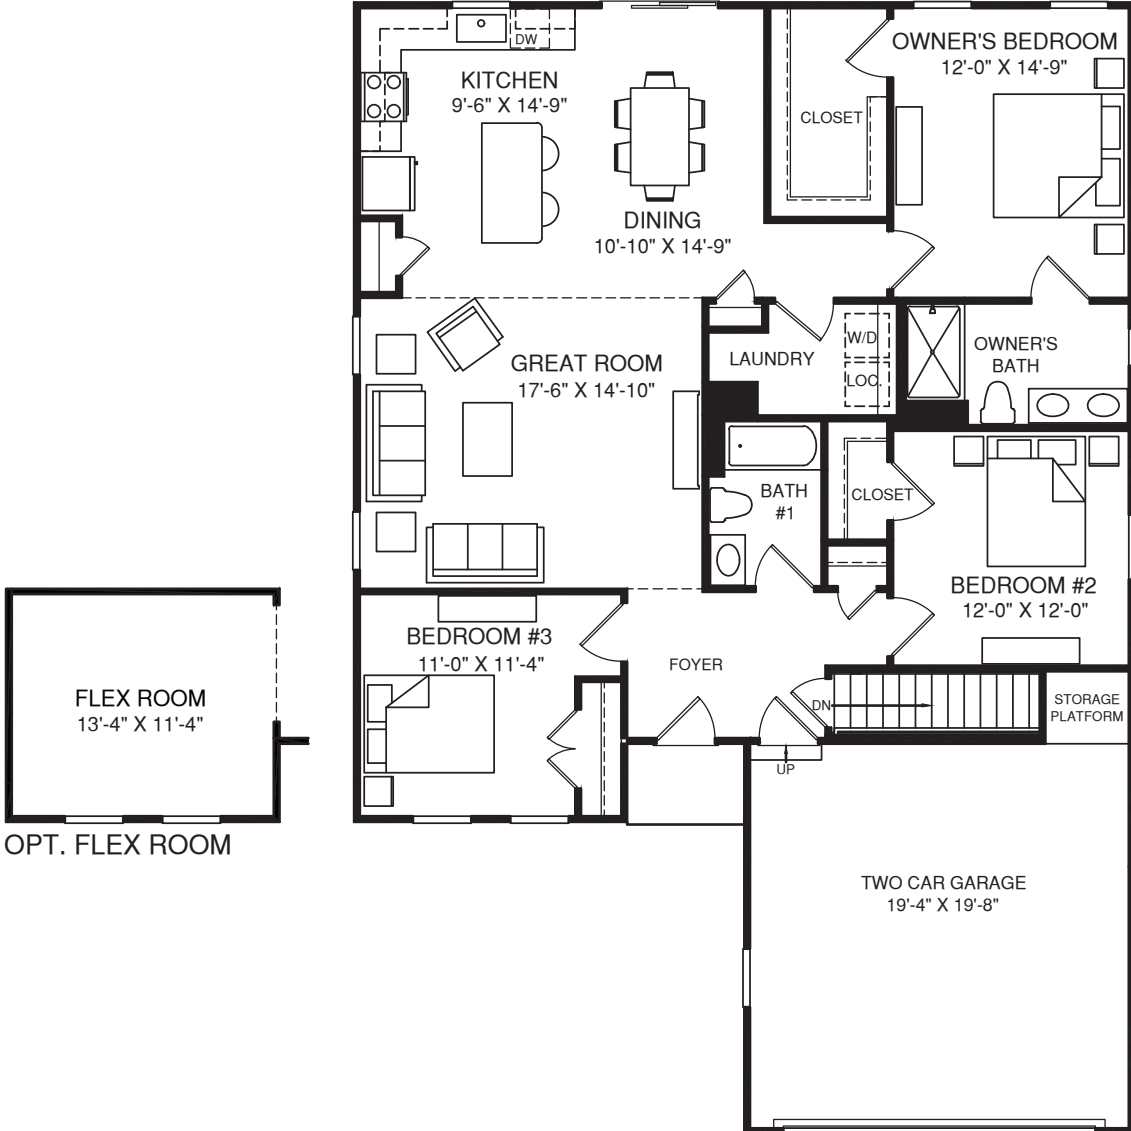 DW
KITCHEN
9'-6" X 14'-9"
DINING
10'-10" X 14'-9"
CLOSET
OWNER'S BEDROOM
12'-0" X 14'-9"
GREAT ROOM
17'-6" X 14'-10"
LAUNDRY
W/D
LOC.
OWNER'S
BATH
BATH
#1
CLOSET
BEDROOM #2
12'-0" X 12'-0"
BEDROOM #3
11'-0" X 11'-4"
FOYER
DN
STORAGE
PLATFORM
UP
FLEX ROOM
13'-4" X 11'-4"
OPT. FLEX ROOM
TWO CAR GARAGE
19'-4" X 19'-8"